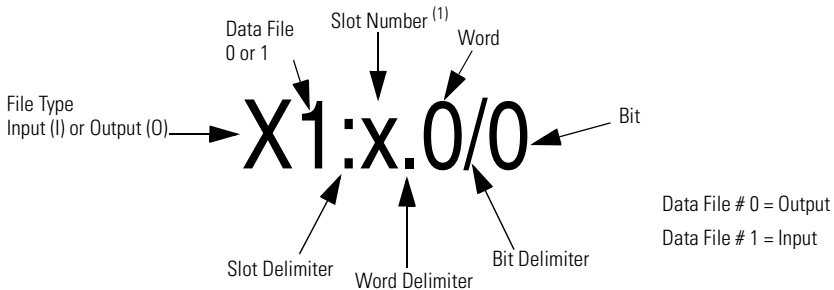 Data File
0 or 1
Slot Number (1)
Word
File Type
Input (I) or Output (O)
X1:x.0/0
Bit
Data File # 0 = Output
Data File # 1 = Input
Slot Delimiter
Word Delimiter
Bit Delimiter